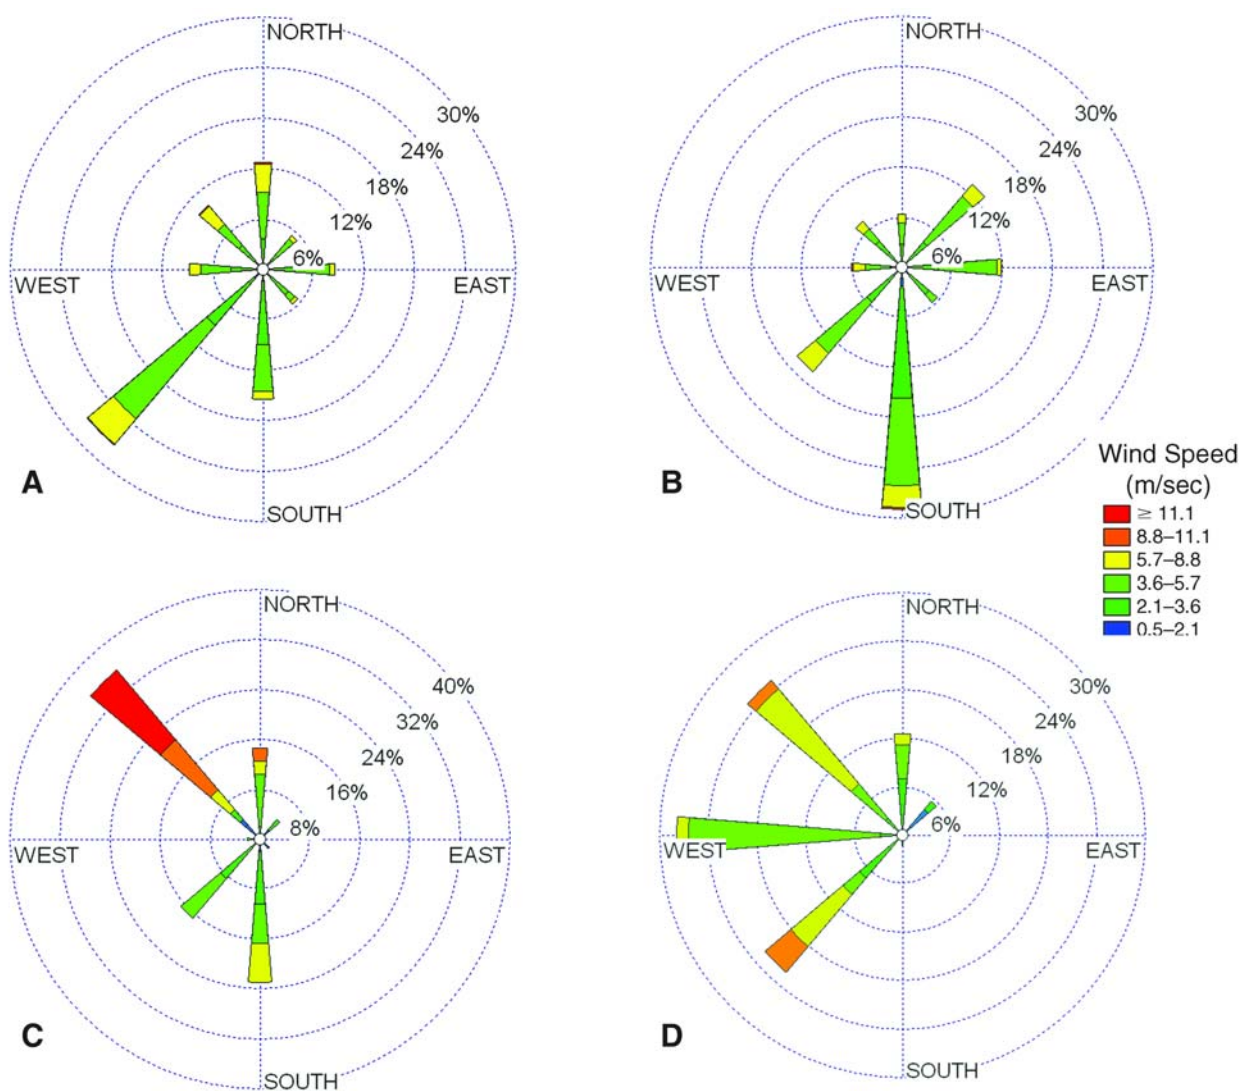 NORTH
30%
24%
18%
12%
6%
WEST
EAST
SOUTH
A
NORTH
30%
24%
18%
12%
6%
WEST
EAST
SOUTH
B
Wind Speed
(m/sec)
≥ 11.1
8.8–11.1
5.7–8.8
3.6–5.7
2.1–3.6
0.5–2.1
NORTH
40%
32%
24%
16%
8%
WEST
EAST
SOUTH
C
NORTH
30%
24%
18%
12%
6%
WEST
EAST
SOUTH
D